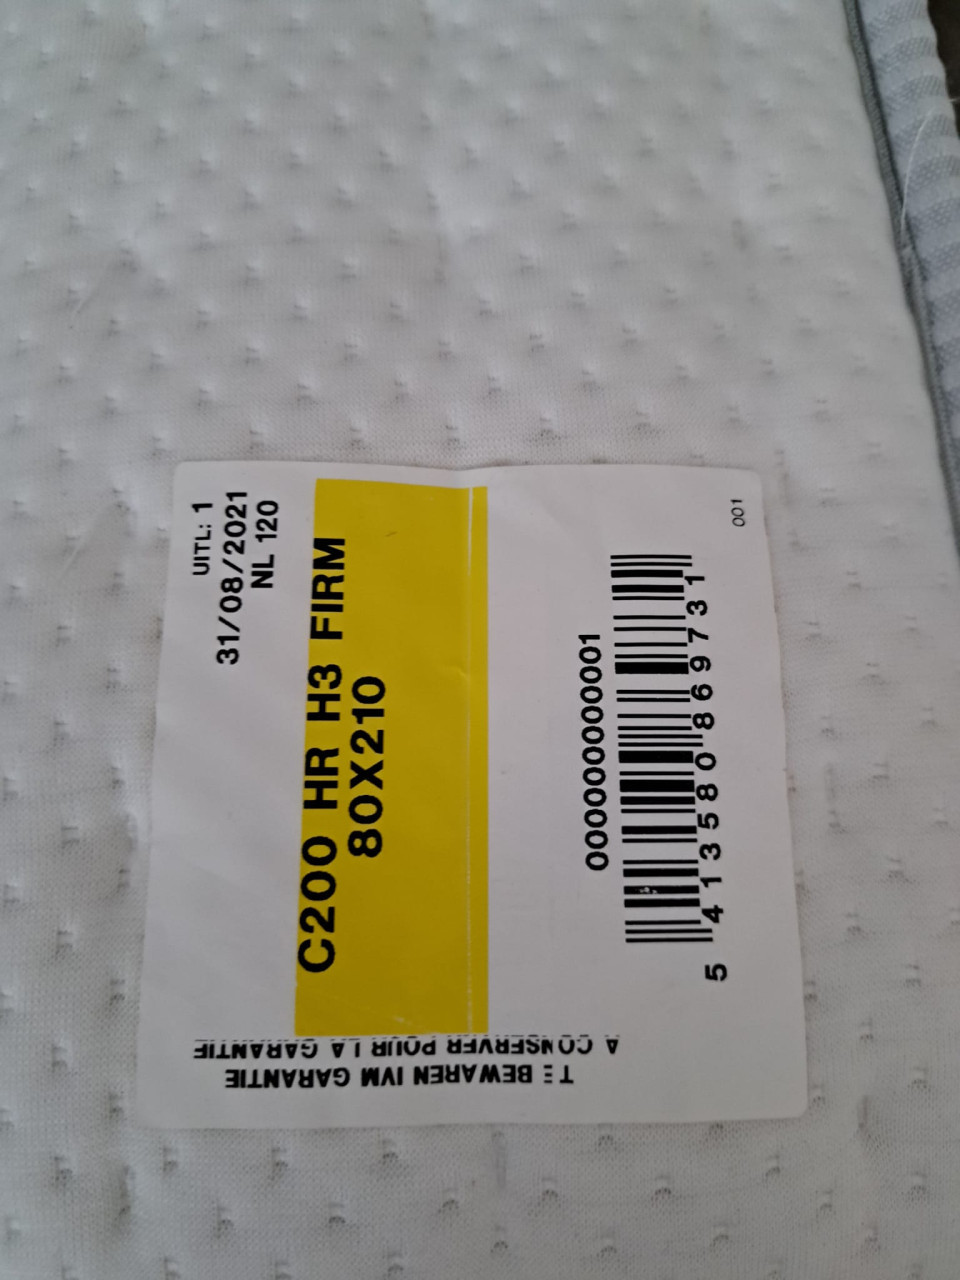 UITL: 1
31/08/2021
NL 120
C200 HR H3 FIRM
80X210
000000000001
5 413580 869731
001
A CONSERVER POUR LA GARANTIE
TE BEWAREN IVM GARANTIE